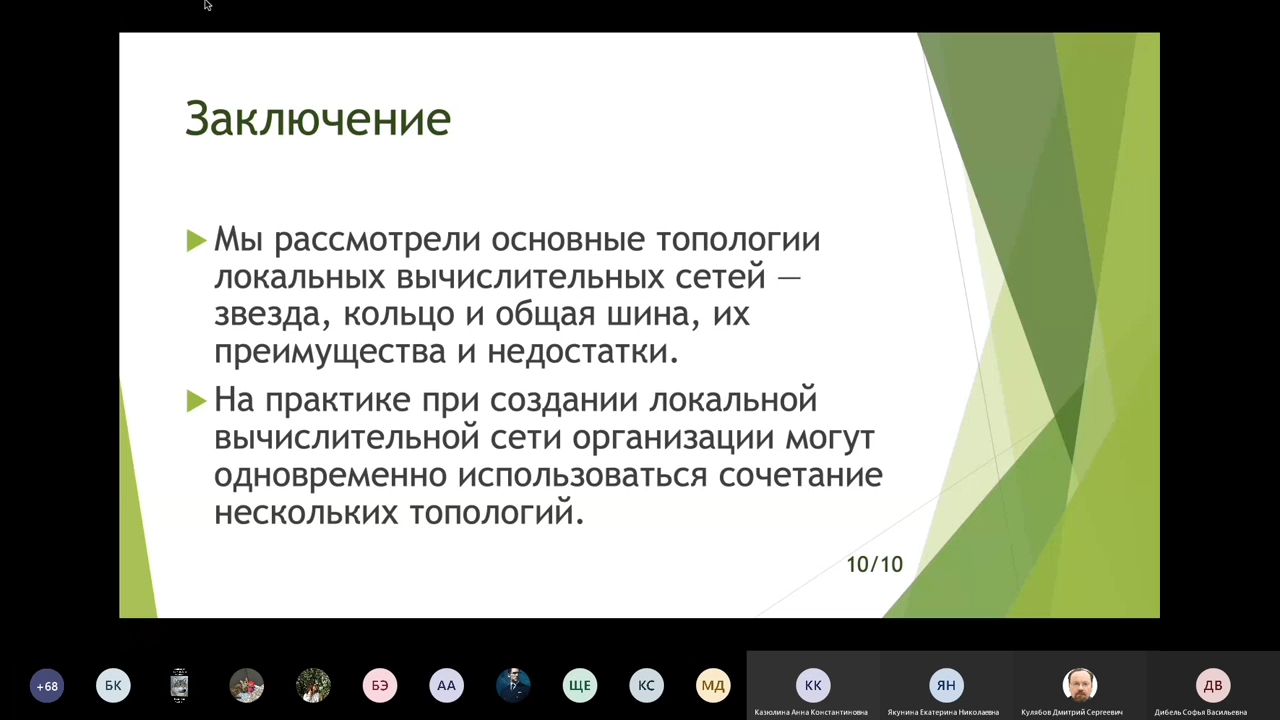 Заключение
Мы рассмотрели основные топологии
локальных вычислительных сетей —
звезда, кольцо и общая шина, их
преимущества и недостатки.
На практике при создании локальной
вычислительной сети организации могут
одновременно использоваться сочетание
нескольких топологий.
10/10
+68
БК
БЭ
АА
ЩЕ
КС
МД
КК
ЯН
ДВ
Казюлина Анна Константиновна
Якунина Екатерина Николаевна
Кулябов Дмитрий Сергеевич
Дибель Софья Васильевна